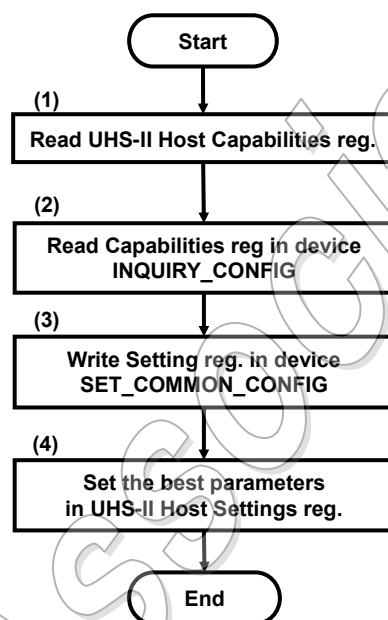 Start
(1)
Read UHS-II Host Capabilities reg.
(2)
Read Capabilities reg in device
INQUIRY_CONFIG
(3)
Write Setting reg. in device
SET_COMMON_CONFIG
(4)
Set the best parameters
in UHS-II Host Settings reg.
End